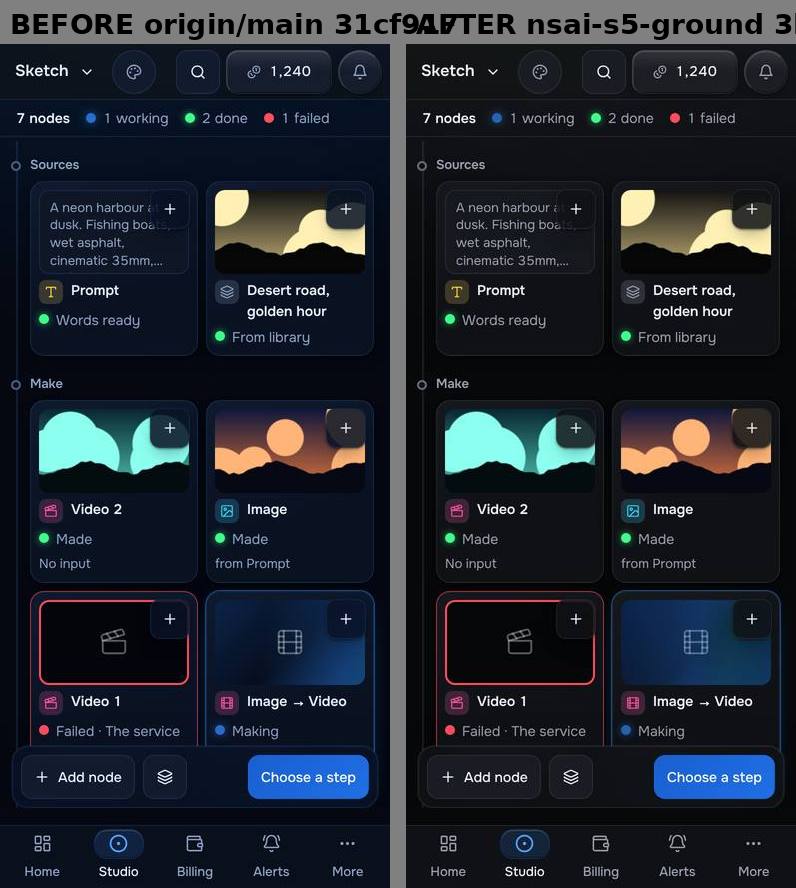 BEFORE origin/main 31cf917
AFTER nsai-s5-ground
Sketch
1,240
7 nodes 1 working 2 done 1 failed
Sources
A neon harbour at
dusk. Fishing boats,
wet asphalt,
cinematic 35mm,...
Prompt
Words ready
Desert road,
golden hour
From library
Make
Video 2
Made
No input
Image
Made
from Prompt
Video 1
Failed · The service
Image → Video
Making
+ Add node
Choose a step
Home Studio Billing Alerts More
Sketch
1,240
7 nodes 1 working 2 done 1 failed
Sources
A neon harbour at
dusk. Fishing boats,
wet asphalt,
cinematic 35mm,...
Prompt
Words ready
Desert road,
golden hour
From library
Make
Video 2
Made
No input
Image
Made
from Prompt
Video 1
Failed · The service
Image → Video
Making
+ Add node
Choose a step
Home Studio Billing Alerts More